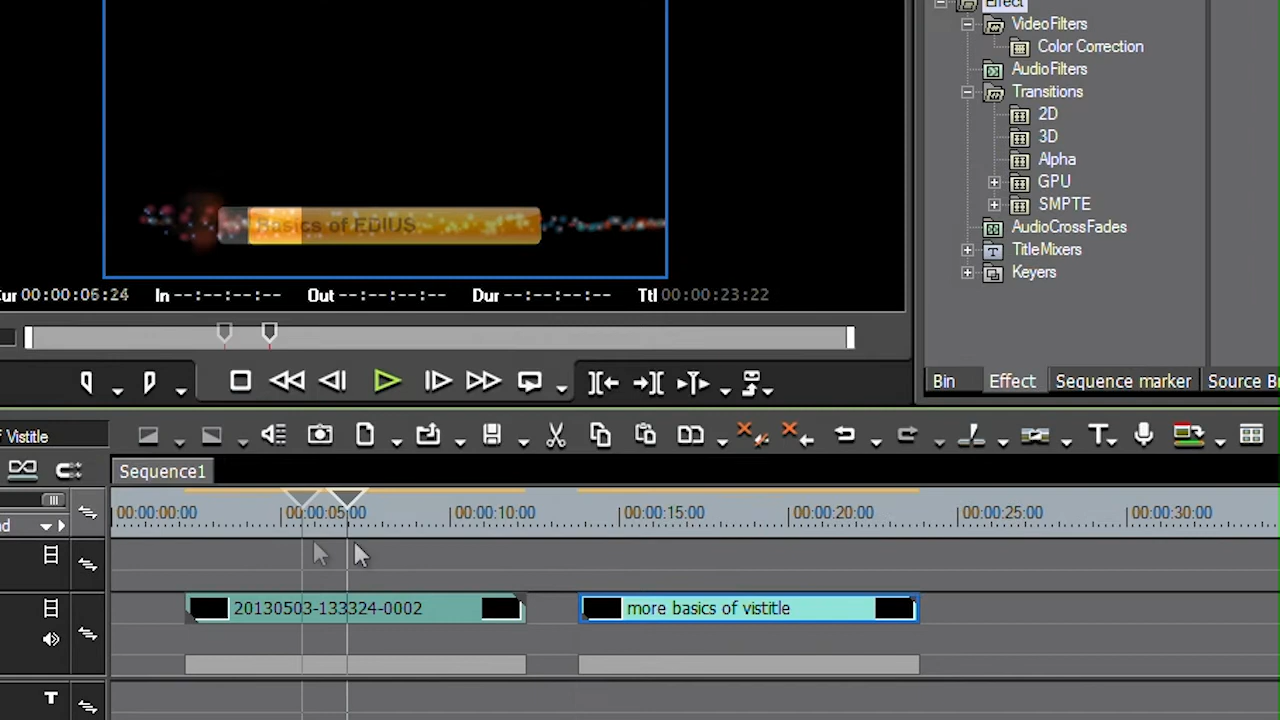 Effect
VideoFilters
Color Correction
AudioFilters
Transitions
2D
3D
Alpha
GPU
SMPTE
AudioCrossFades
TitleMixers
Keyers
Basics of EDIUS
Cur 00:00:06:24 In --:--:--:-- Out --:--:--:-- Dur --:--:--:-- Ttl 00:00:23:22
Bin Effect Sequence marker Source Br
f Vistitle
Sequence1
00:00:00:00 00:00:05:00 00:00:10:00 00:00:15:00 00:00:20:00 00:00:25:00 00:00:30:00
nd
20130503-133324-0002 more basics of vistitle
T